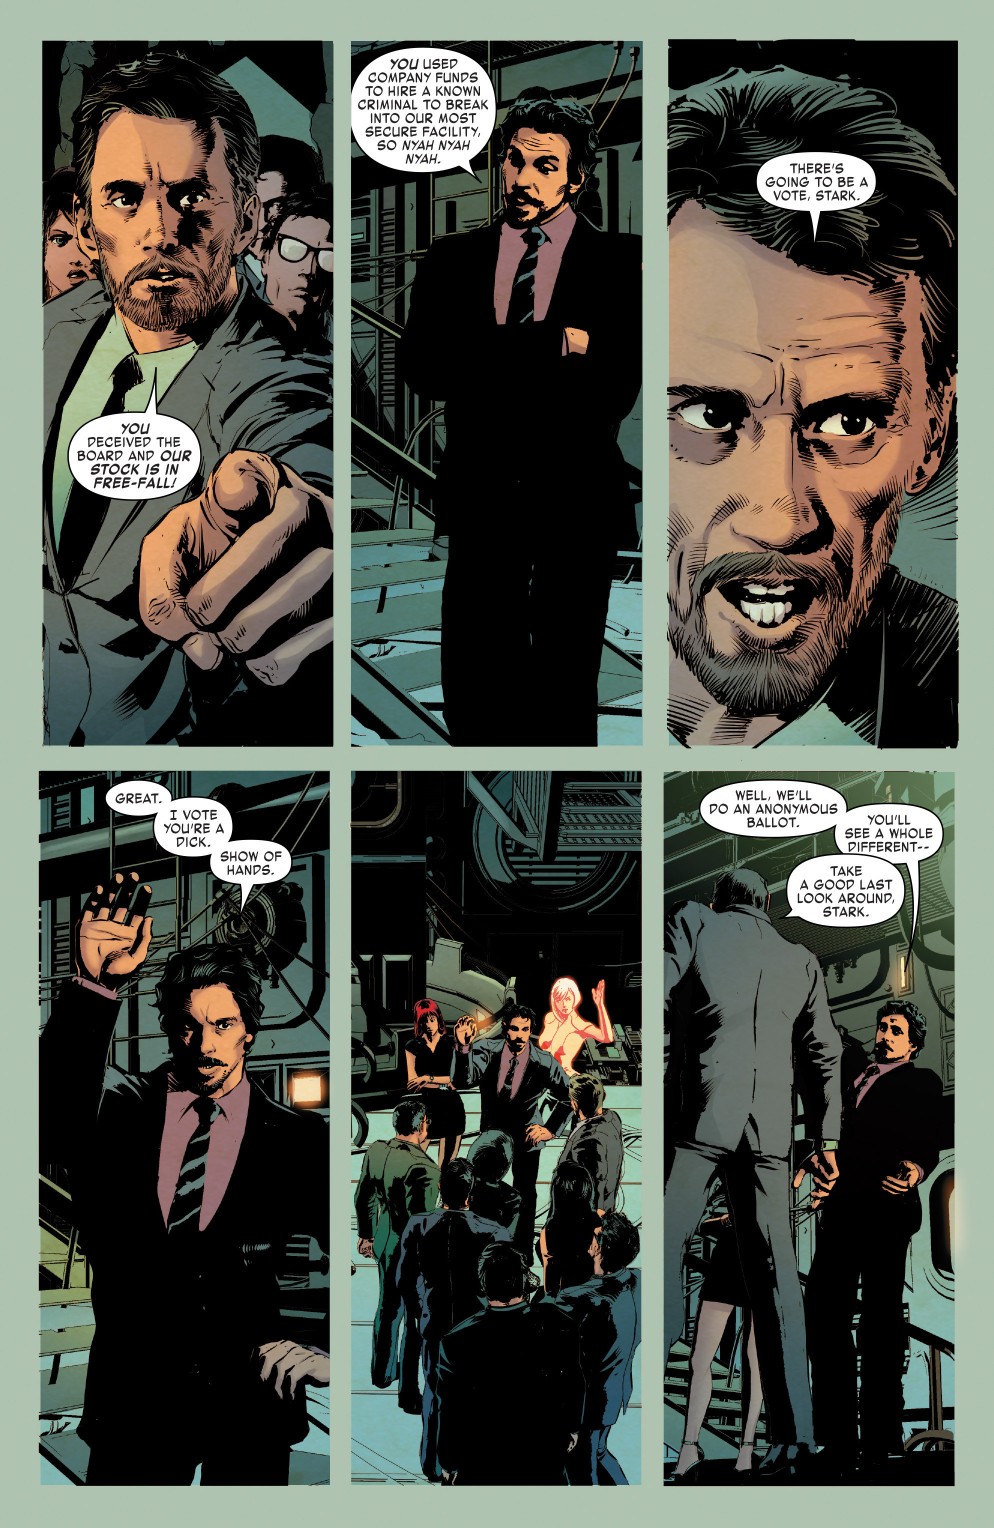 YOU
DECEIVED THE
BOARD AND OUR
STOCK IS IN
FREE-FALL!
YOU USED
COMPANY FUNDS
TO HIRE A KNOWN
CRIMINAL TO BREAK
INTO OUR MOST
SECURE FACILITY,
SO NYAH NYAH
NYAH.
THERE'S
GOING TO BE A
VOTE, STARK.
GREAT.
I VOTE
YOU'RE A
DICK.
SHOW OF
HANDS.
WELL, WE'LL
DO AN ANONYMOUS
BALLOT.
YOU'LL
SEE A WHOLE
DIFFERENT--
TAKE
A GOOD LAST
LOOK AROUND,
STARK.